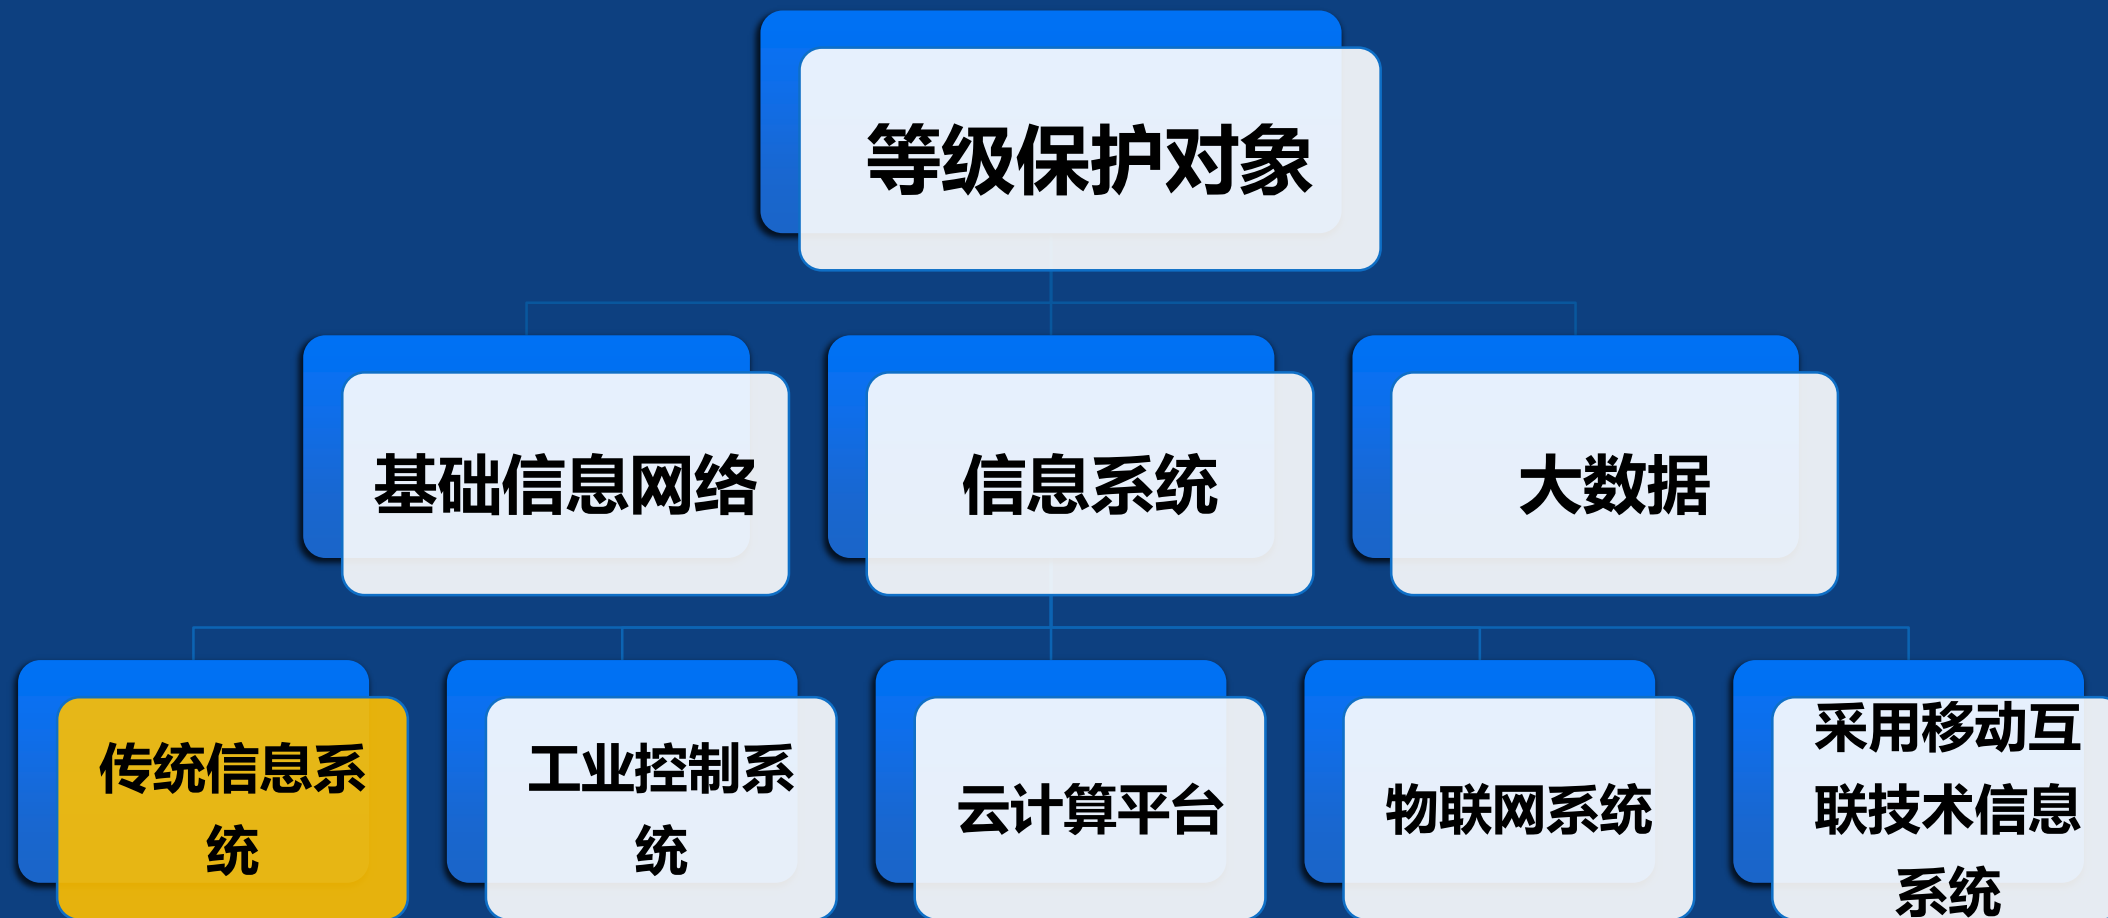 等级保护对象
基础信息网络
信息系统
大数据
传统信息系
统
工业控制系
统
云计算平台
物联网系统
采用移动互
联技术信息
系统